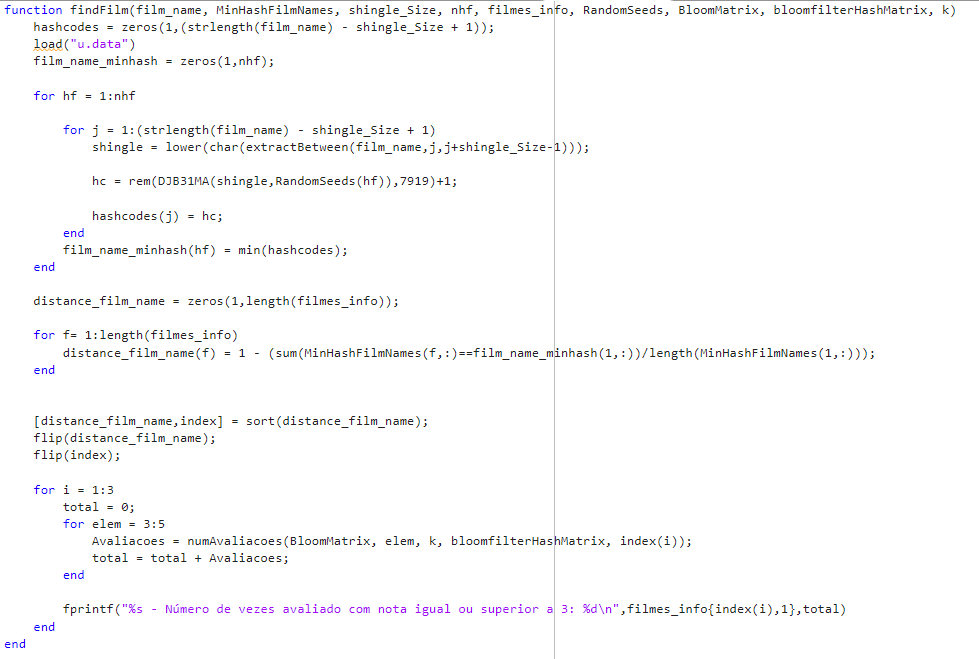 function findFilm(film_name, MinHashFilmNames, shingle_Size, nhf, filmes_info, RandomSeeds, BloomMatrix, bloomfilterHashMatrix, k)
    hashcodes = zeros(1,(strlength(film_name) - shingle_Size + 1));
    load("u.data")
    film_name_minhash = zeros(1,nhf);

    for hf = 1:nhf

        for j = 1:(strlength(film_name) - shingle_Size + 1)
            shingle = lower(char(extractBetween(film_name,j,j+shingle_Size-1)));

            hc = rem(DJB31MA(shingle,RandomSeeds(hf)),7919)+1;

            hashcodes(j) = hc;
        end
        film_name_minhash(hf) = min(hashcodes);
    end

    distance_film_name = zeros(1,length(filmes_info));

    for f= 1:length(filmes_info)
        distance_film_name(f) = 1 - (sum(MinHashFilmNames(f,:)==film_name_minhash(1,:))/length(MinHashFilmNames(1,:)));
    end


    [distance_film_name,index] = sort(distance_film_name);
    flip(distance_film_name);
    flip(index);

    for i = 1:3
        total = 0;
        for elem = 3:5
            Avaliacoes = numAvaliacoes(BloomMatrix, elem, k, bloomfilterHashMatrix, index(i));
            total = total + Avaliacoes;
        end

        fprintf("%s - Número de vezes avaliado com nota igual ou superior a 3: %d\n",filmes_info{index(i),1},total)
    end
end